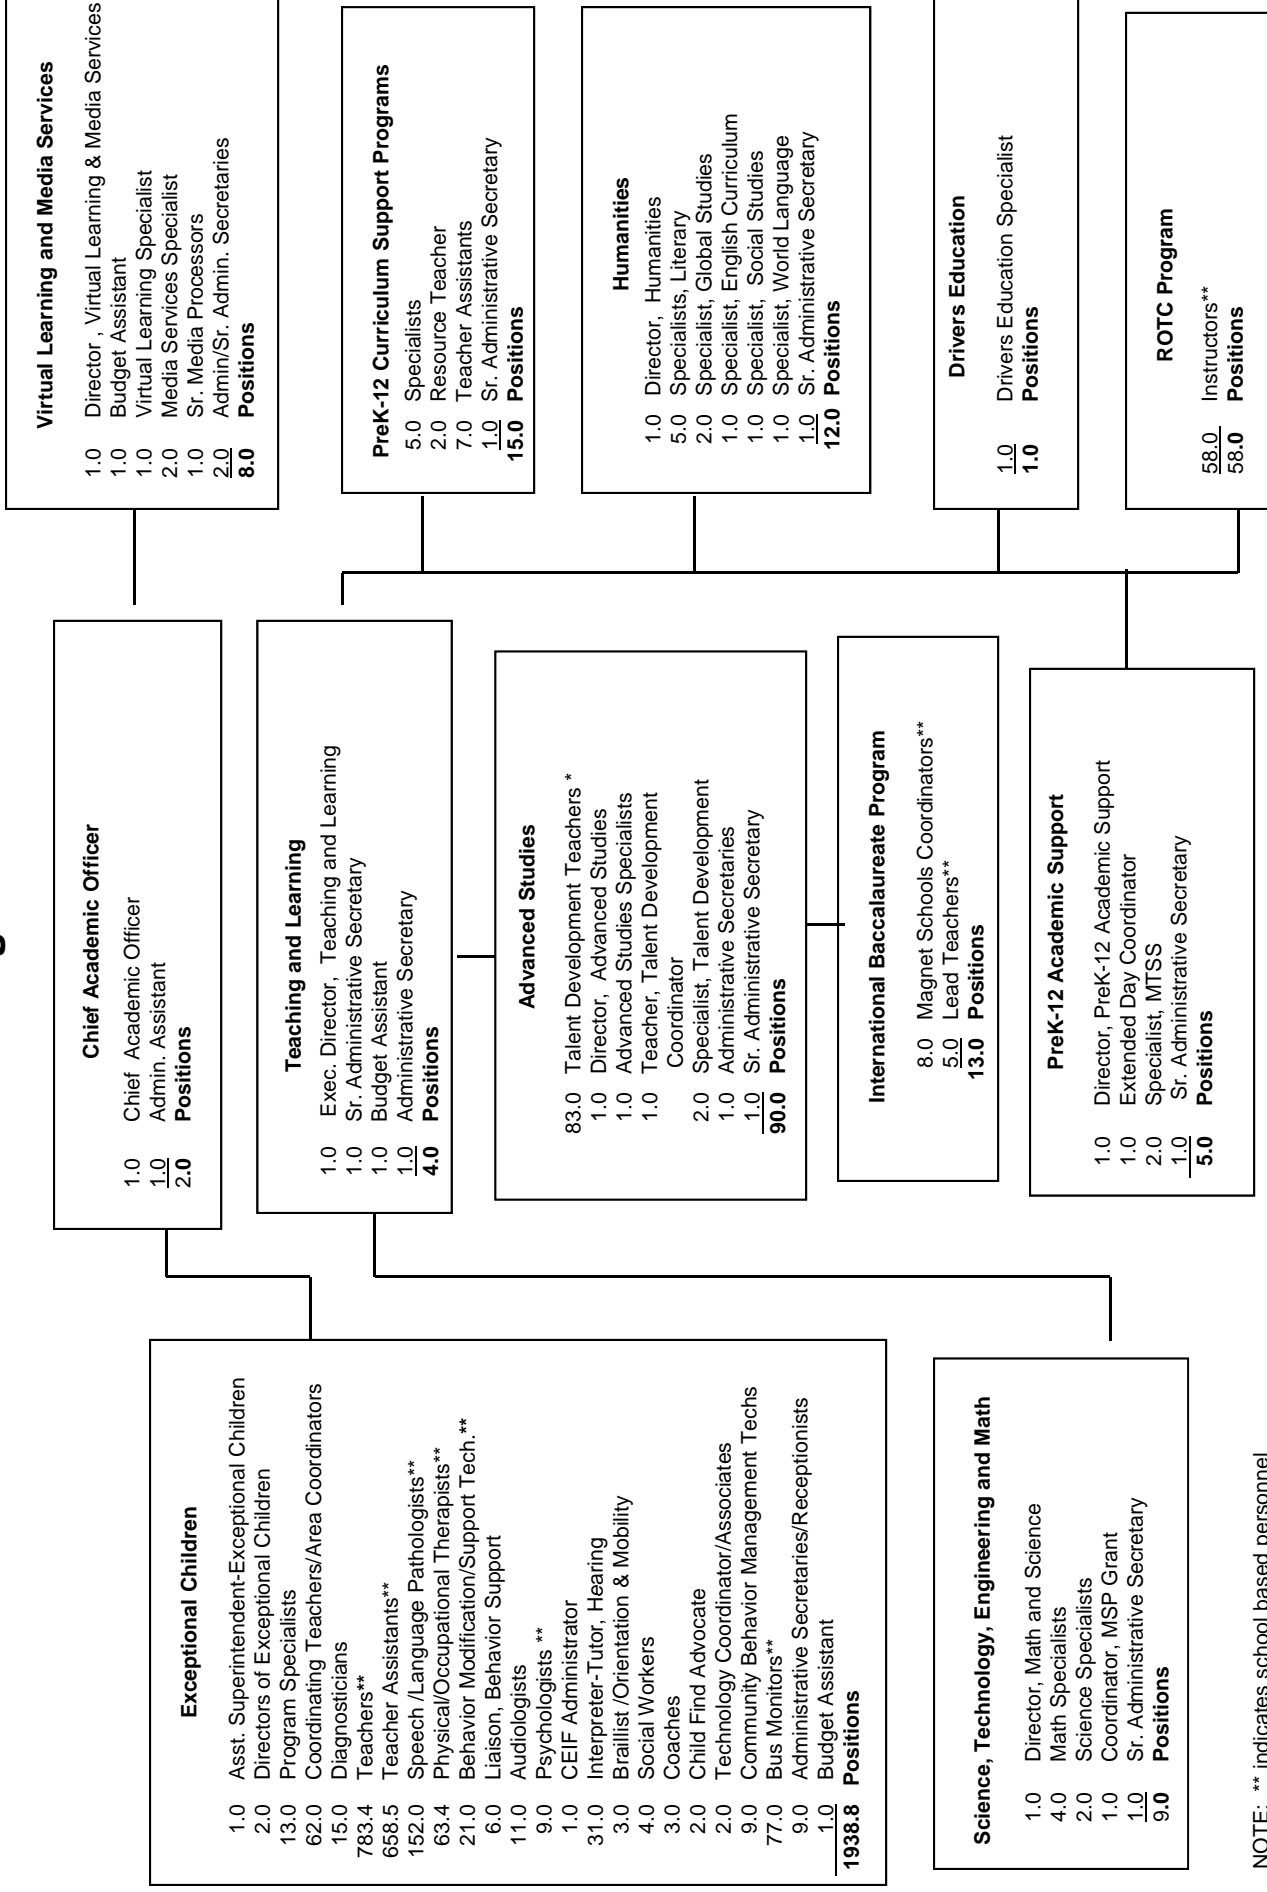 Exceptional Children
1.0 Asst. Superintendent-Exceptional Children
2.0 Directors of Exceptional Children
13.0 Program Specialists
62.0 Coordinating Teachers/Area Coordinators
15.0 Diagnosticians
783.4 Teachers**
658.5 Teacher Assistants**
152.0 Speech /Language Pathologists**
63.4 Physical/Occupational Therapists**
21.0 Behavior Modification/Support Tech.**
6.0 Liaison, Behavior Support
11.0 Audiologists
9.0 Psychologists **
1.0 CEIF Administrator
31.0 Interpreter-Tutor, Hearing
3.0 Braillist /Orientation & Mobility
4.0 Social Workers
3.0 Coaches
2.0 Child Find Advocate
2.0 Technology Coordinator/Associates
9.0 Community Behavior Management Techs
77.0 Bus Monitors**
9.0 Administrative Secretaries/Receptionists
1.0 Budget Assistant
1938.8 Positions
Science, Technology, Engineering and Math
1.0 Director, Math and Science
4.0 Math Specialists
2.0 Science Specialists
1.0 Coordinator, MSP Grant
1.0 Sr. Administrative Secretary
9.0 Positions
NOTE: ** indicates school based personnel
Chief Academic Officer
1.0 Chief Academic Officer
1.0 Admin. Assistant
2.0 Positions
Teaching and Learning
1.0 Exec. Director, Teaching and Learning
1.0 Sr. Administrative Secretary
1.0 Budget Assistant
1.0 Administrative Secretary
4.0 Positions
Advanced Studies
83.0 Talent Development Teachers *
1.0 Director, Advanced Studies
1.0 Advanced Studies Specialists
1.0 Teacher, Talent Development
Coordinator
2.0 Specialist, Talent Development
1.0 Administrative Secretaries
1.0 Sr. Administrative Secretary
90.0 Positions
International Baccalaureate Program
8.0 Magnet Schools Coordinators**
5.0 Lead Teachers**
13.0 Positions
PreK-12 Academic Support
1.0 Director, PreK-12 Academic Support
1.0 Extended Day Coordinator
2.0 Specialist, MTSS
1.0 Sr. Administrative Secretary
5.0 Positions
Virtual Learning and Media Services
1.0 Director , Virtual Learning & Media Services
1.0 Budget Assistant
1.0 Virtual Learning Specialist
2.0 Media Services Specialist
1.0 Sr. Media Processors
2.0 Admin/Sr. Admin. Secretaries
8.0 Positions
PreK-12 Curriculum Support Programs
5.0 Specialists
2.0 Resource Teacher
7.0 Teacher Assistants
1.0 Sr. Administrative Secretary
15.0 Positions
Humanities
1.0 Director, Humanities
5.0 Specialists, Literary
2.0 Specialist, Global Studies
1.0 Specialist, English Curriculum
1.0 Specialist, Social Studies
1.0 Specialist, World Language
1.0 Sr. Administrative Secretary
12.0 Positions
Drivers Education
1.0 Drivers Education Specialist
1.0 Positions
ROTC Program
58.0 Instructors**
58.0 Positions